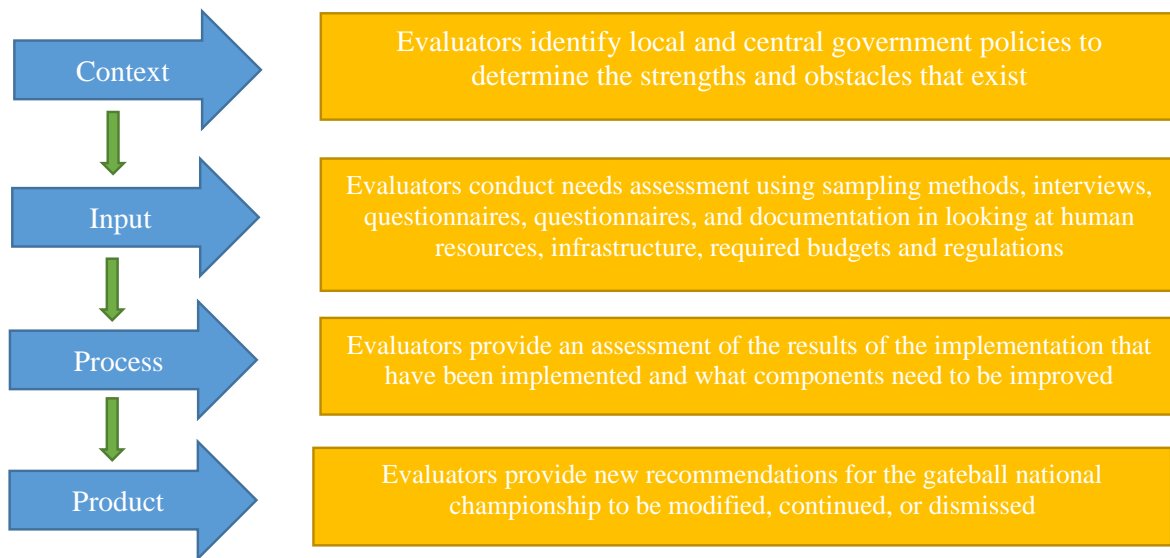 Context
Evaluators identify local and central government policies to
determine the strengths and obstacles that exist
Input
Evaluators conduct needs assessment using sampling methods, interviews,
questionnaires, questionnaires, and documentation in looking at human
resources, infrastructure, required budgets and regulations
Process
Evaluators provide an assessment of the results of the implementation that
have been implemented and what components need to be improved
Product
Evaluators provide new recommendations for the gateball national
championship to be modified, continued, or dismissed